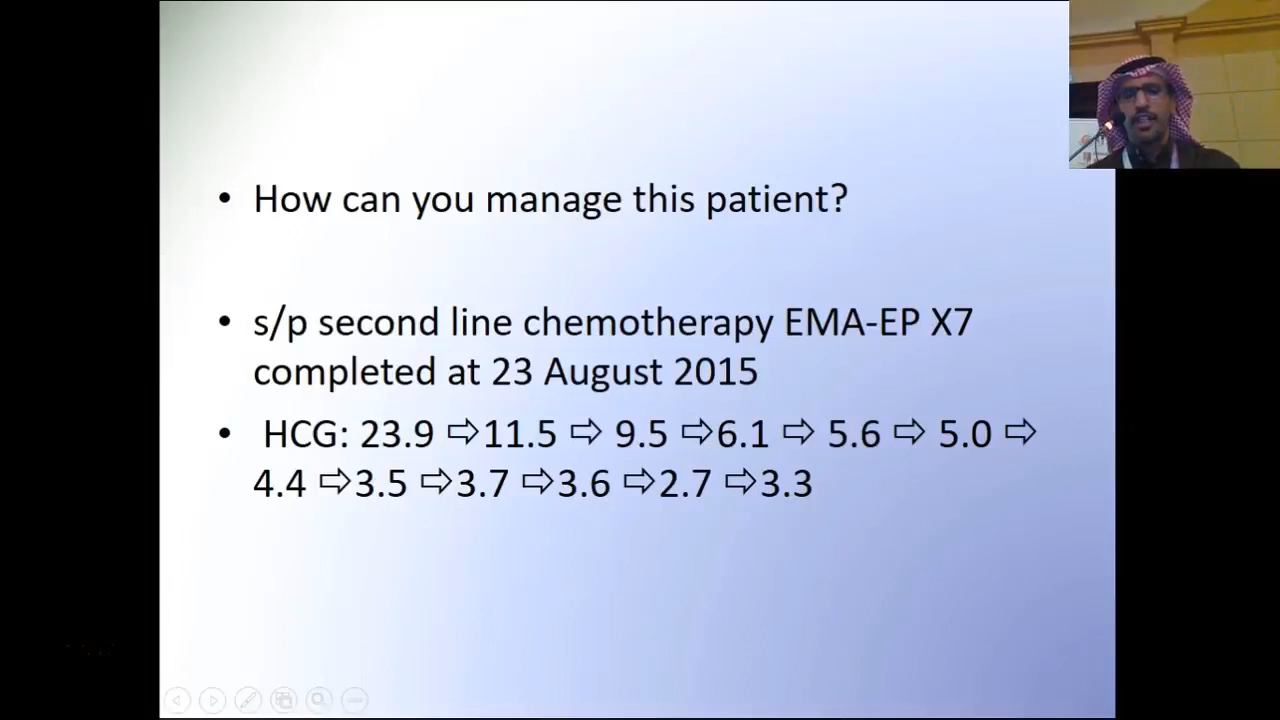 • How can you manage this patient?
• s/p second line chemotherapy EMA-EP X7
completed at 23 August 2015
• HCG: 23.9 ⇨11.5 ⇨ 9.5 ⇨6.1 ⇨ 5.6 ⇨ 5.0 ⇨
4.4 ⇨3.5 ⇨3.7 ⇨3.6 ⇨2.7 ⇨3.3